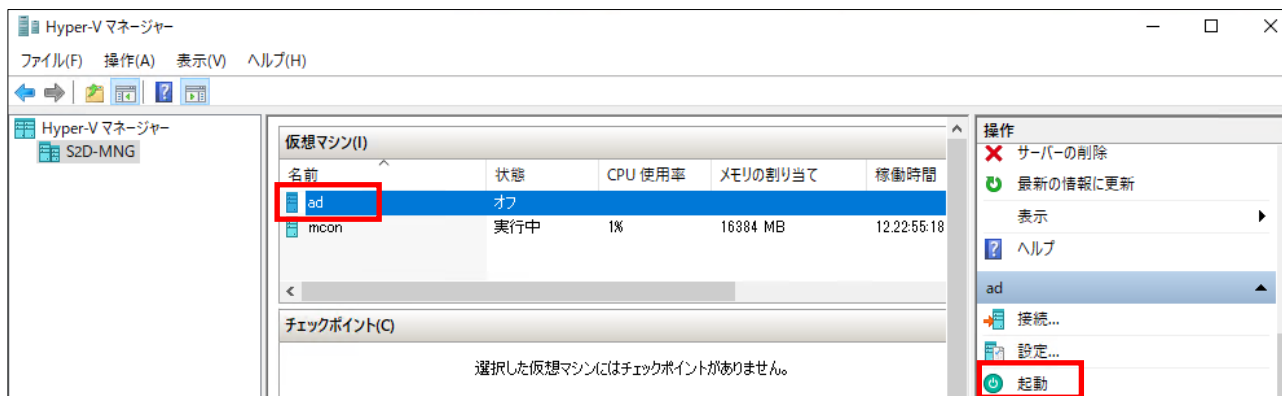 Hyper-V マネージャー
ファイル(F) 操作(A) 表示(V) ヘルプ(H)
Hyper-V マネージャー
S2D-MNG
仮想マシン(I)
名前 状態 CPU 使用率 メモリの割り当て 稼働時間
ad オフ
mcon 実行中 1% 16384 MB 12.22:55:18
チェックポイント(C)
選択した仮想マシンにはチェックポイントがありません。
操作
サーバーの削除
最新の情報に更新
表示
ヘルプ
ad
接続...
設定...
起動